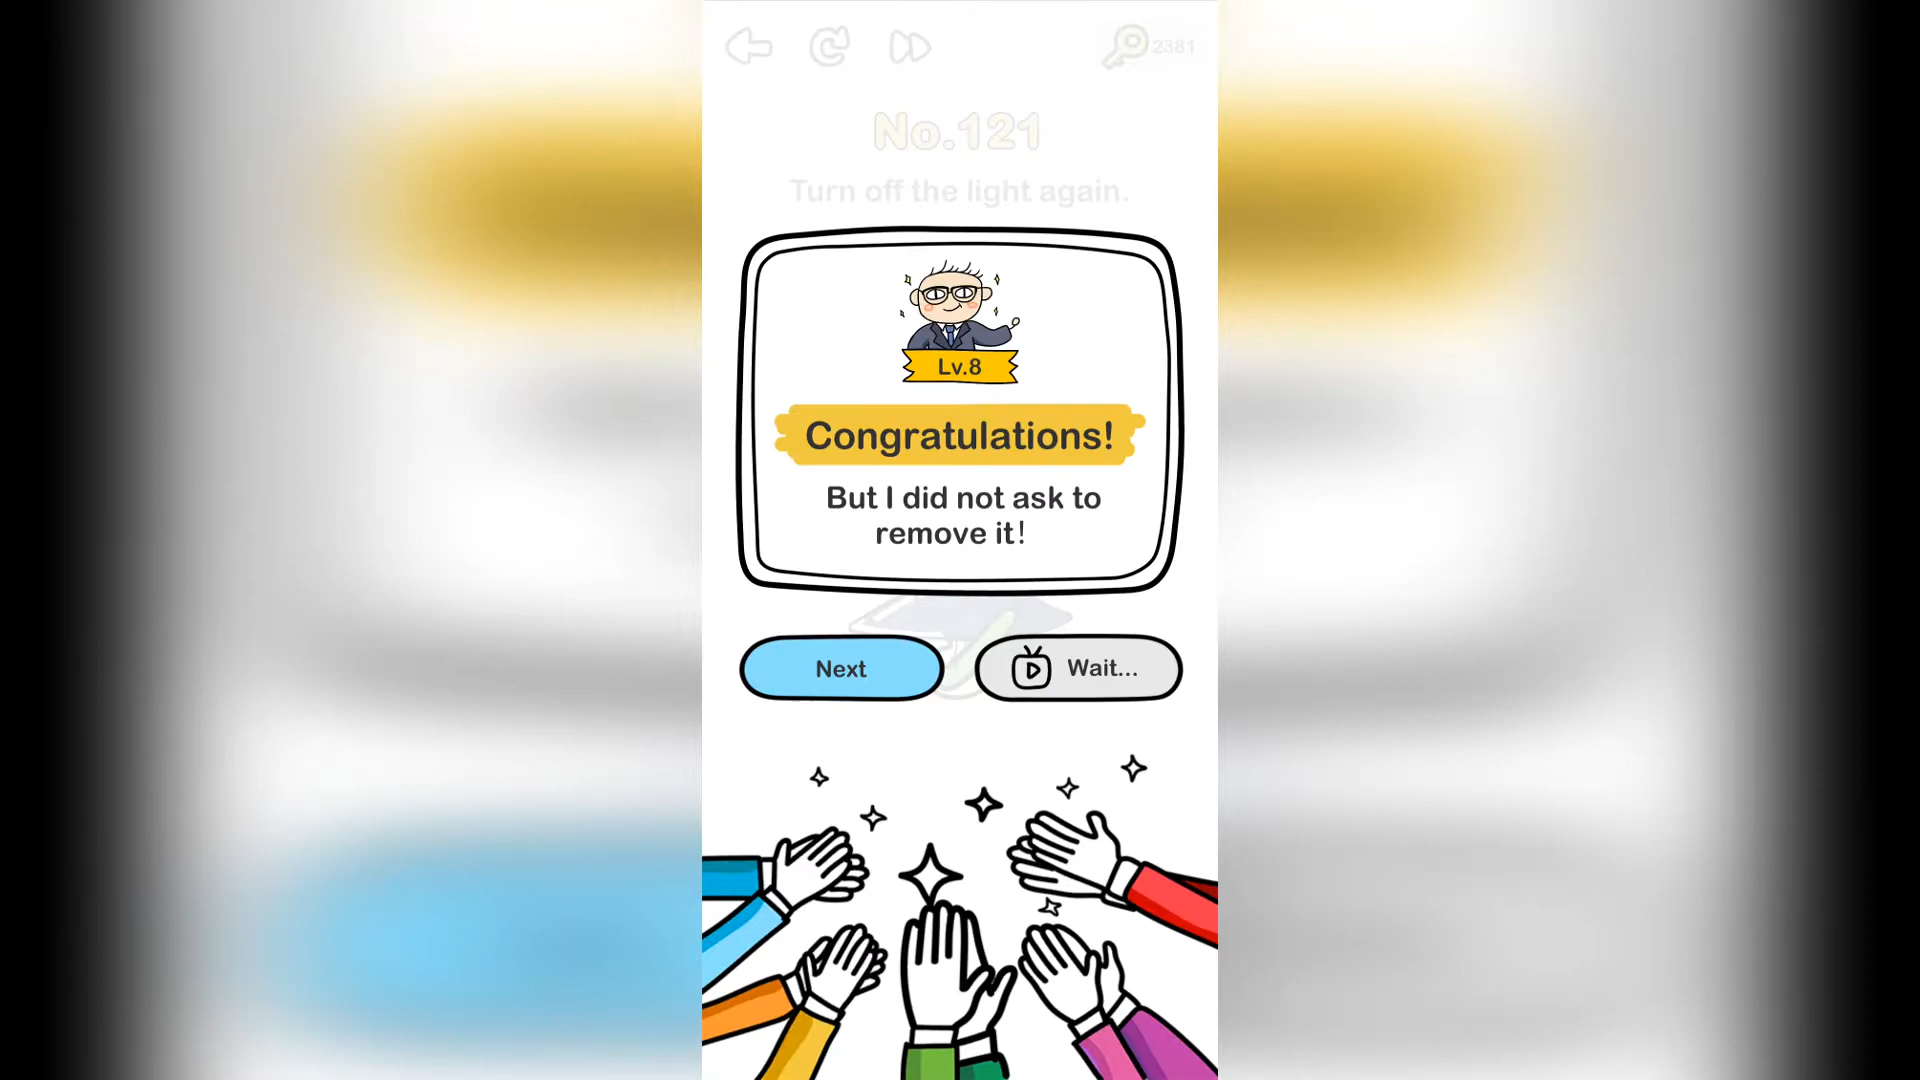 2381
No.121
Turn off the light again.
Lv.8
Congratulations!
But I did not ask to
remove it!
Next
Wait...